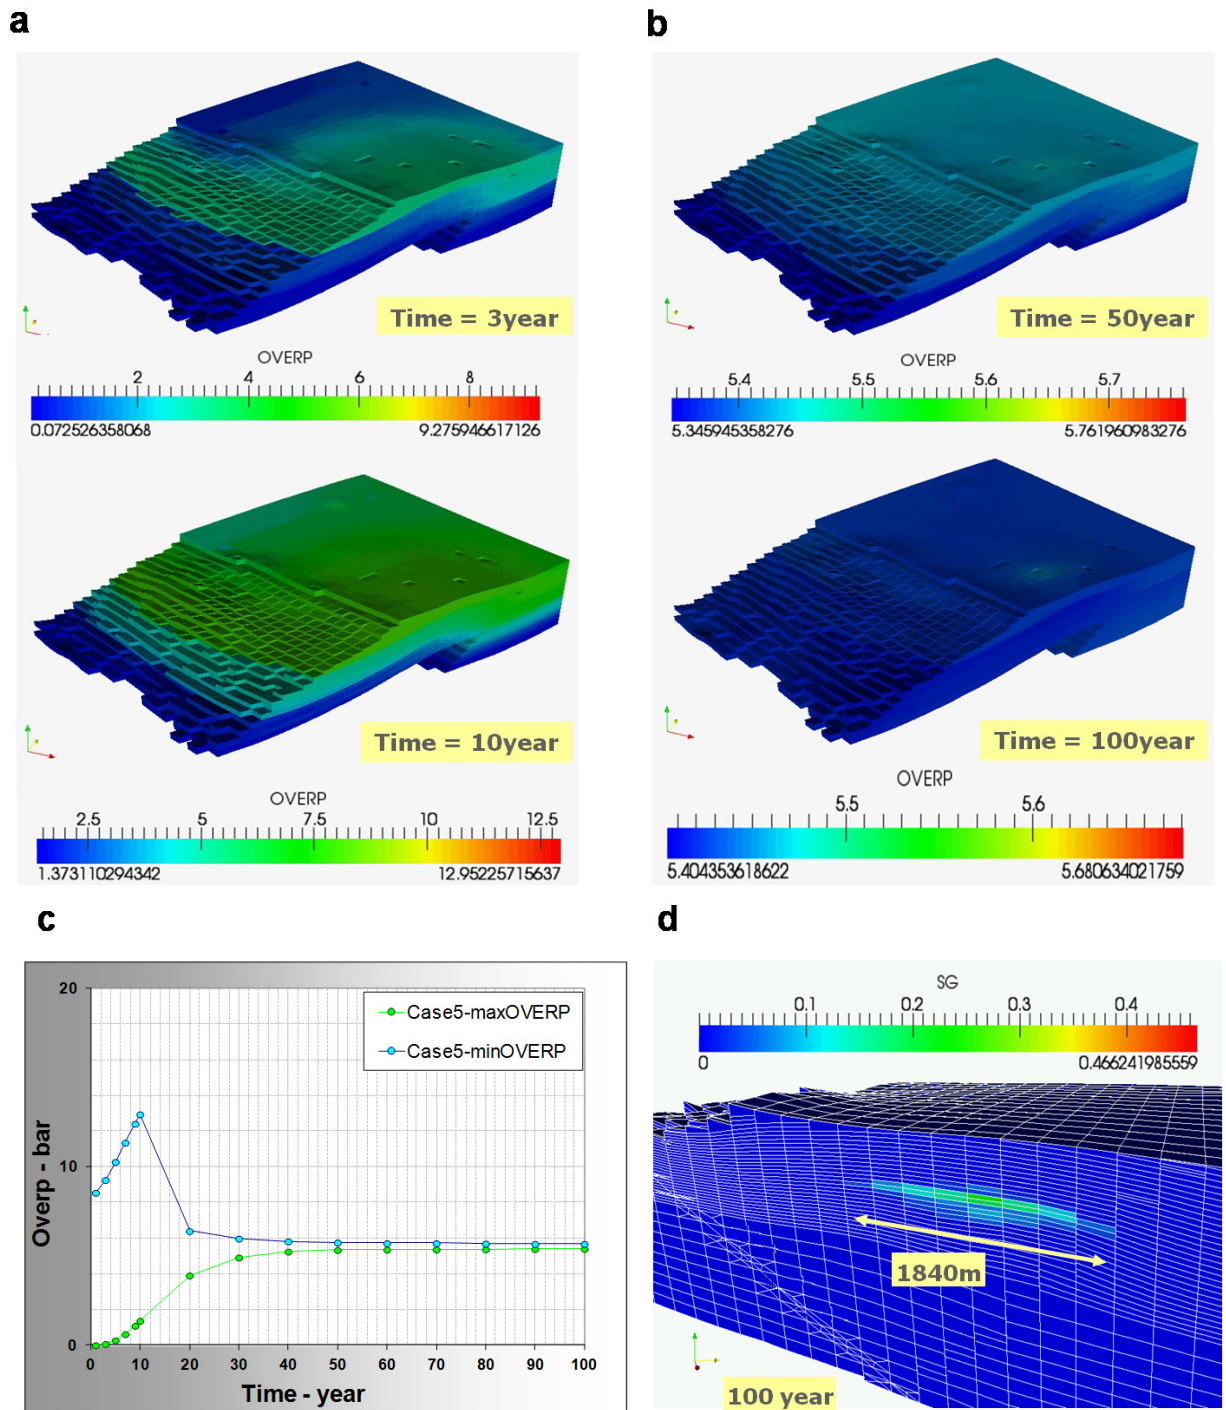 a
b
Time = 3year
OVERP
2 4 6 8
0.072526358068 9.275946617126
Time = 50year
OVERP
5.4 5.5 5.6 5.7
5.345945358276 5.761960983276
Time = 10year
OVERP
2.5 5 7.5 10 12.5
1.373110294342 12.95225715637
Time = 100year
OVERP
5.5 5.6
5.404353618622 5.680634021759
c
d
20
10
0
Overp - bar
Case5-maxOVERP
Case5-minOVERP
0 10 20 30 40 50 60 70 80 90 100
Time - year
SG
0.1 0.2 0.3 0.4
0 0.466241985559
1840m
100 year